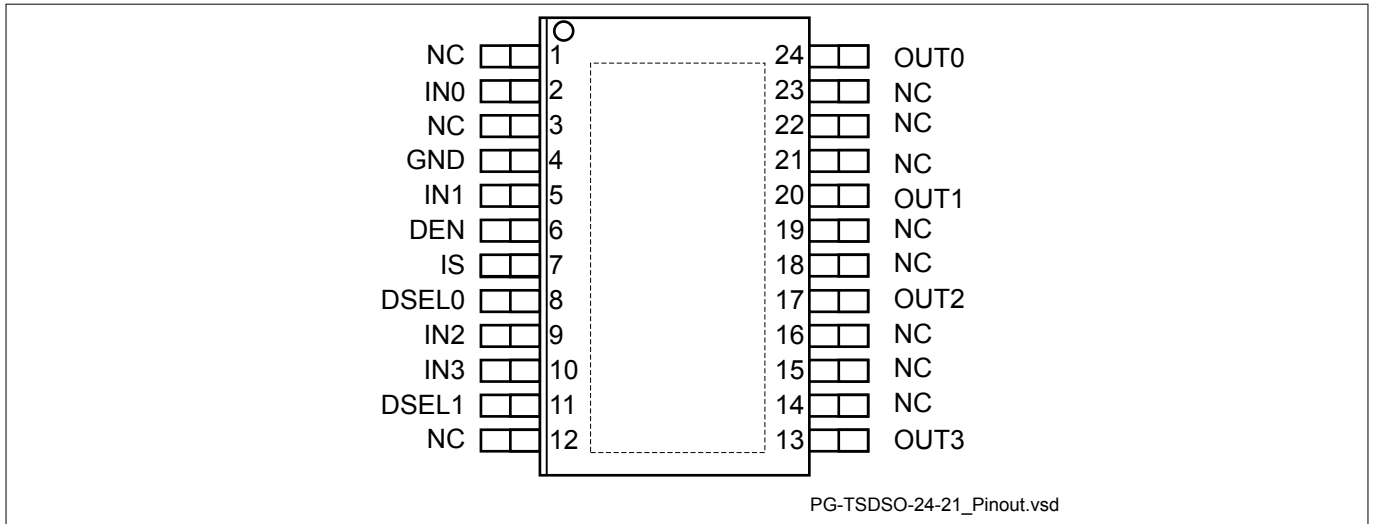 NC 1 24 OUT0
IN0 2 23 NC
NC 3 22 NC
GND 4 21 NC
IN1 5 20 OUT1
DEN 6 19 NC
IS 7 18 NC
DSEL0 8 17 OUT2
IN2 9 16 NC
IN3 10 15 NC
DSEL1 11 14 NC
NC 12 13 OUT3
PG-TSDSO-24-21_Pinout.vsd